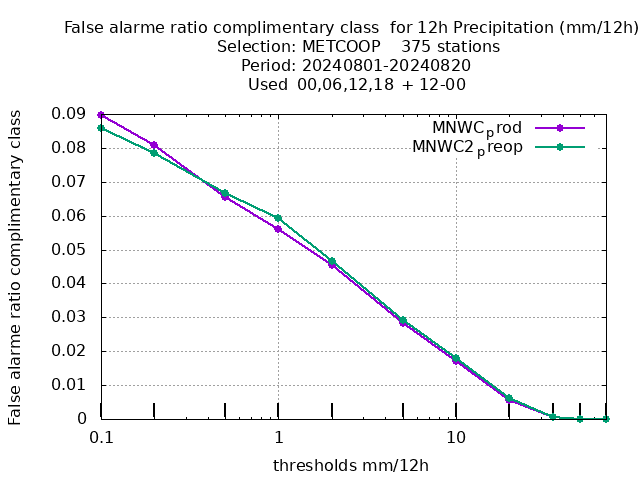 False alarme ratio complimentary class  for 12h Precipitation (mm/12h)
Selection: METCOOP    375 stations
Period: 20240801-20240820
Used 00,06,12,18 + 12-00
False alarme ratio complimentary class
0.09
0.08
0.07
0.06
0.05
0.04
0.03
0.02
0.01
0
MNWCprod
MNWC2preop
0.1 1 10
thresholds mm/12h